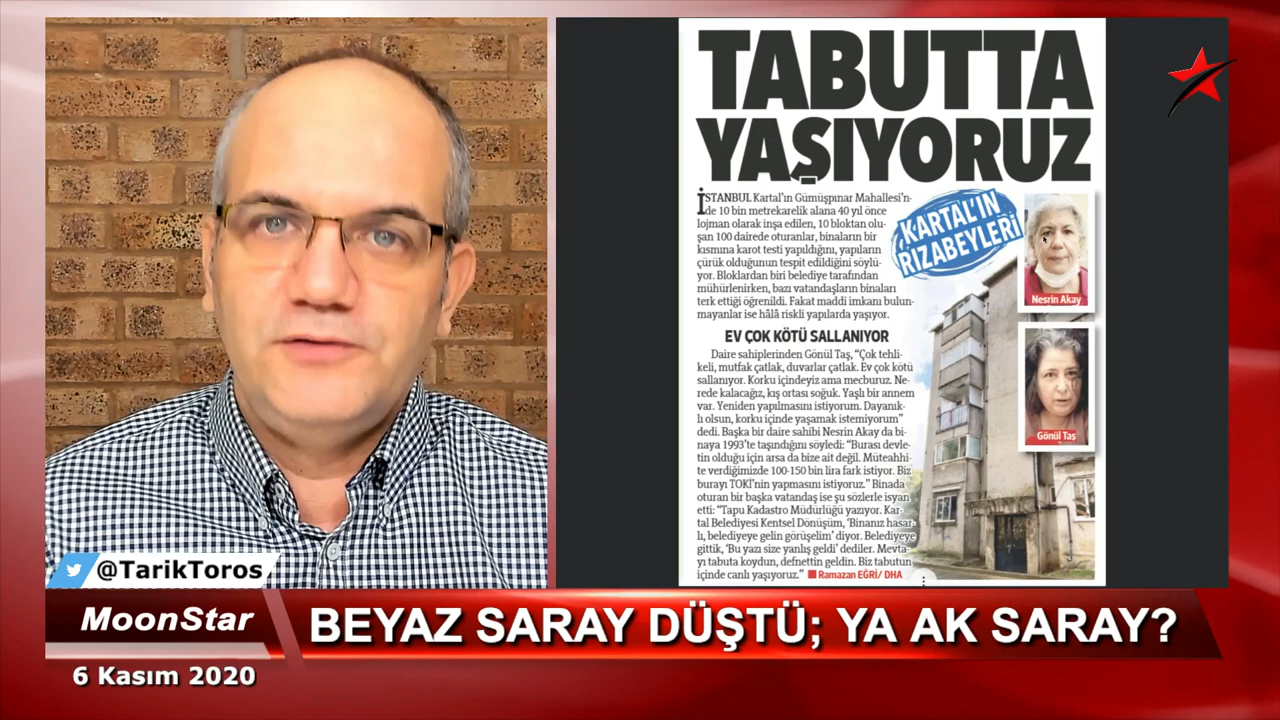 TABUTTA
YAŞIYORUZ
İSTANBUL Kartal'ın Gümüşpınar Mahallesi'n-
de 10 bin metrekarelik alana 40 yıl önce
lojman olarak inşa edilen, 10 bloktan olu-
şan 100 dairede oturanlar, binaların bir
kısmına karot testi yapıldığını, yapıların
çürük olduğunun tespit edildiğini söylü-
yor. Bloklardan biri belediye tarafından
mühürlenirken, bazı vatandaşların binaları
terk ettiği öğrenildi. Fakat maddi imkanı bulun-
mayanlar ise hâlâ riskli yapılarda yaşıyor.
EV ÇOK KÖTÜ SALLANIYOR
Daire sahiplerinden Gönül Taş, “Çok tehli-
keli, mutfak çatlak, duvarlar çatlak. Ev çok kötü
sallanıyor. Korku içindeyiz ama mecburuz. Ne-
rede kalacağız, kış ortası soğuk. Yaşlı bir annem
var. Yeniden yapılmasını istiyorum. Dayanık-
lı olsun, korku içinde yaşamak istemiyorum”
dedi. Başka bir daire sahibi Nesrin Akay da bi-
naya 1993'te taşındığını söyledi: “Burası devle-
tin olduğu için arsa da bize ait değil. Müteahhi-
te verdiğimizde 100-150 bin lira fark istiyor. Biz
burayı TOKİ'nin yapmasını istiyoruz.” Binada
oturan bir başka vatandaş ise şu sözlerle isyan
etti: “Tapu Kadastro Müdürlüğü yazıyor. Kar-
tal Belediyesi Kentsel Dönüşüm, ‘Binanız hasar-
lı, belediyeye gelin görüşelim’ diyor. Belediyeye
gittik, ‘Bu yazı size yanlış geldi’ dediler. Mevta-
yı tabuta koydun, defnettin geldin. Biz tabutun
içinde canlı yaşıyoruz.” Ramazan EĞRİ/ DHA
KARTAL'IN
RIZABEYLERİ
Nesrin Akay
Gönül Taş
@TarikToros
MoonStar
BEYAZ SARAY DÜŞTÜ; YA AK SARAY?
6 Kasım 2020